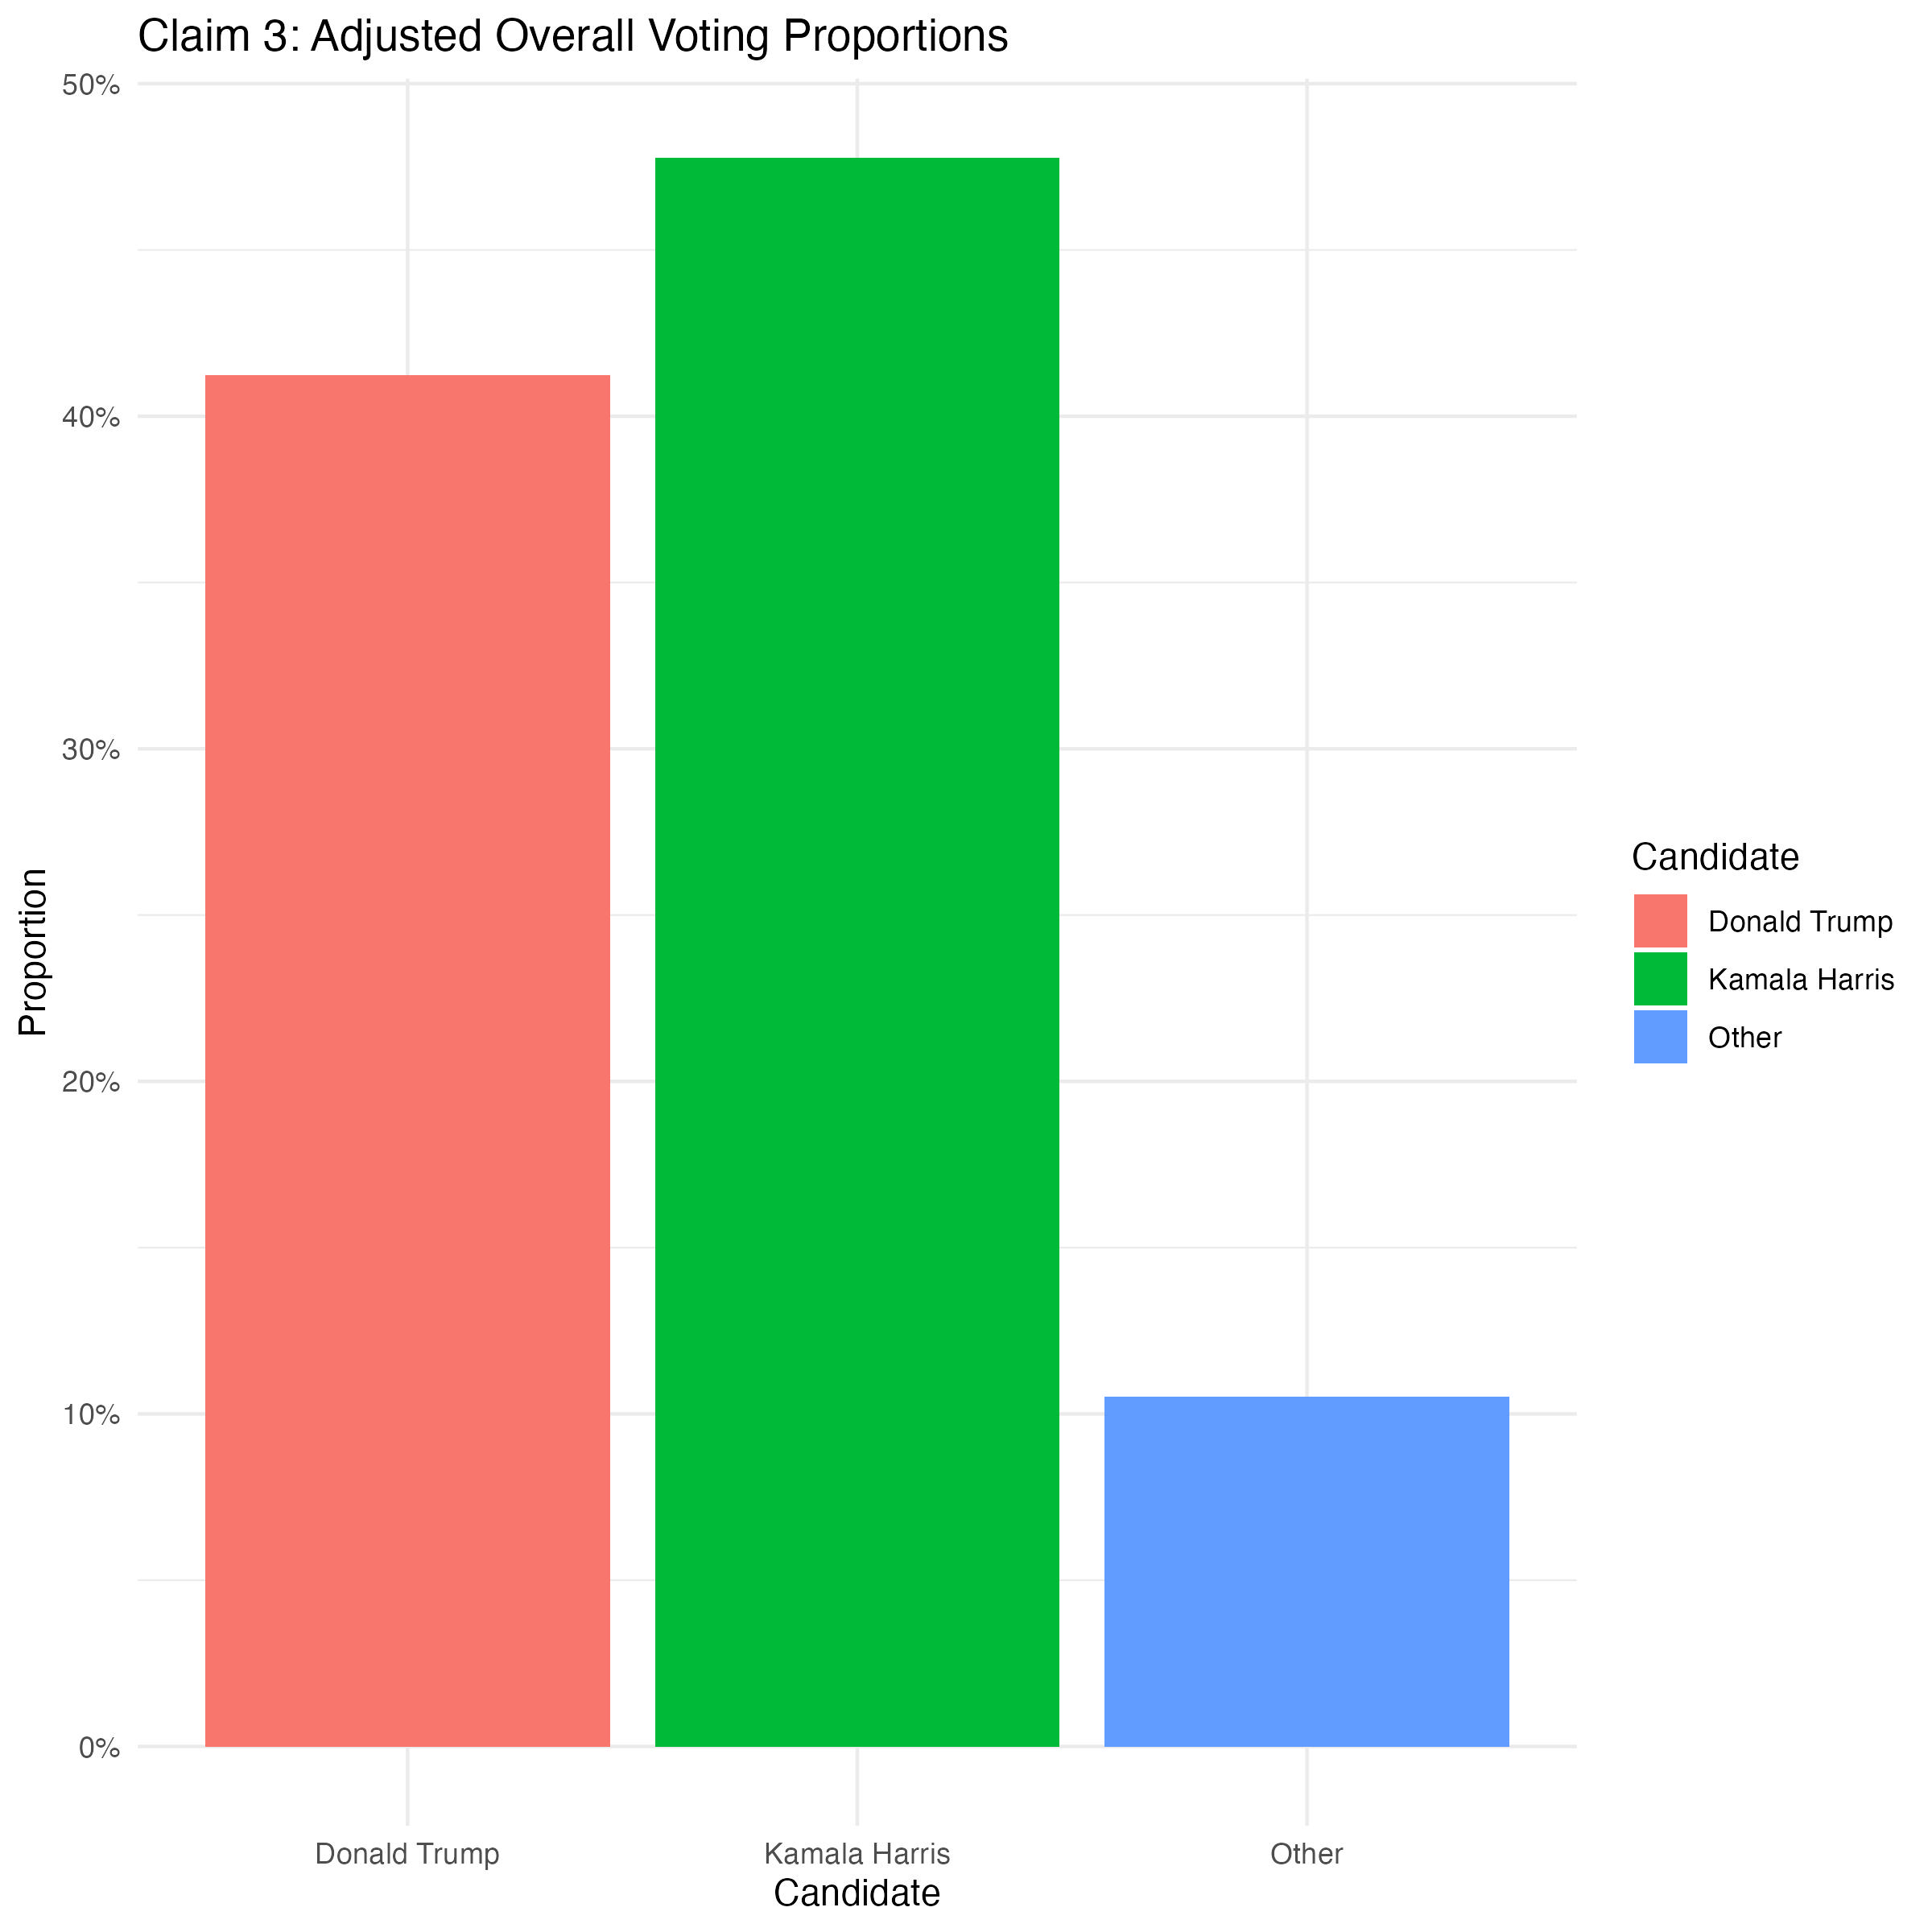 Claim 3: Adjusted Overall Voting Proportions
50%
40%
30%
20%
10%
0%
Proportion
Donald Trump
Kamala Harris
Other
Candidate
Candidate
Donald Trump
Kamala Harris
Other